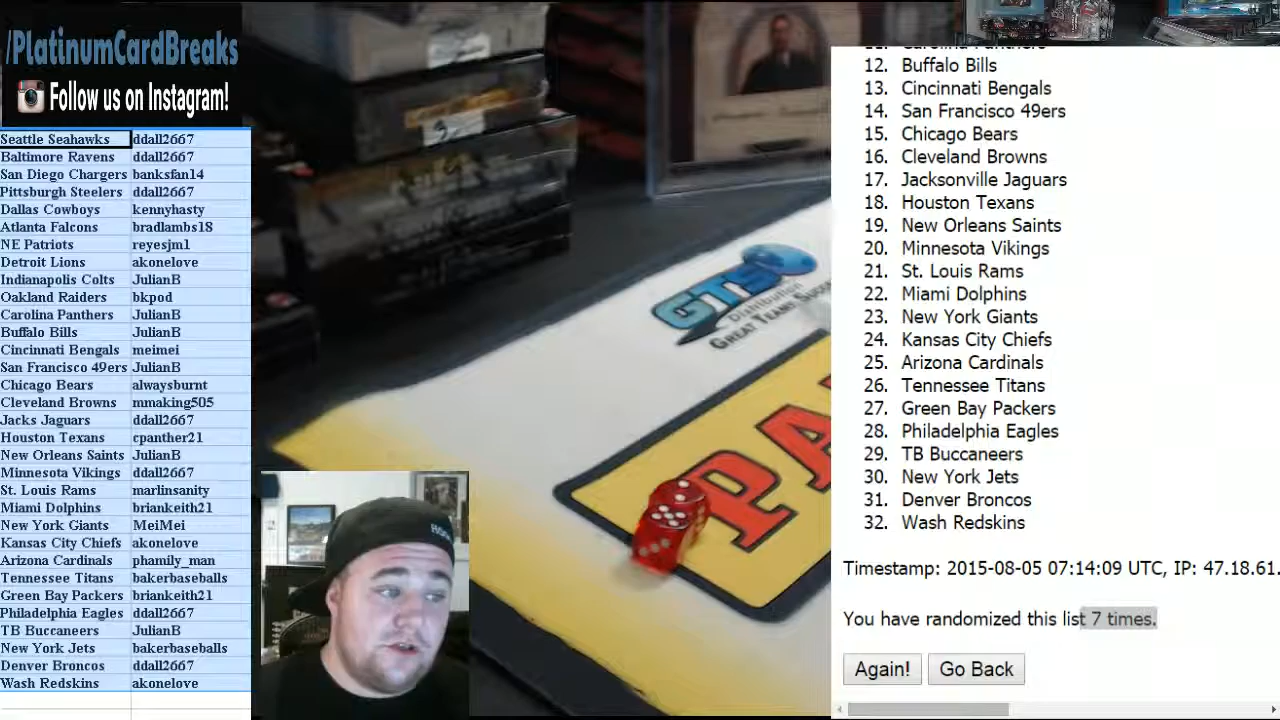 /PlatinumCardBreaks
Follow us on Instagram!
Seattle Seahawks ddall2667
Baltimore Ravens ddall2667
San Diego Chargers banksfan14
Pittsburgh Steelers ddall2667
Dallas Cowboys kennyhasty
Atlanta Falcons bradlambs18
NE Patriots reyesjm1
Detroit Lions akonelove
Indianapolis Colts JulianB
Oakland Raiders bkpod
Carolina Panthers JulianB
Buffalo Bills JulianB
Cincinnati Bengals meimei
San Francisco 49ers JulianB
Chicago Bears alwaysburnt
Cleveland Browns mmaking505
Jacks Jaguars ddall2667
Houston Texans cpanther21
New Orleans Saints JulianB
Minnesota Vikings ddall2667
St. Louis Rams marlinsanity
Miami Dolphins briankeith21
New York Giants MeiMei
Kansas City Chiefs akonelove
Arizona Cardinals phamily_man
Tennessee Titans bakerbaseballs
Green Bay Packers briankeith21
Philadelphia Eagles ddall2667
TB Buccaneers JulianB
New York Jets bakerbaseballs
Denver Broncos ddall2667
Wash Redskins akonelove
GTS
Distribution
GREAT TEAMS
PA
11. Carolina Panthers
12. Buffalo Bills
13. Cincinnati Bengals
14. San Francisco 49ers
15. Chicago Bears
16. Cleveland Browns
17. Jacksonville Jaguars
18. Houston Texans
19. New Orleans Saints
20. Minnesota Vikings
21. St. Louis Rams
22. Miami Dolphins
23. New York Giants
24. Kansas City Chiefs
25. Arizona Cardinals
26. Tennessee Titans
27. Green Bay Packers
28. Philadelphia Eagles
29. TB Buccaneers
30. New York Jets
31. Denver Broncos
32. Wash Redskins
Timestamp: 2015-08-05 07:14:09 UTC, IP: 47.18.61.
You have randomized this list 7 times.
Again! Go Back